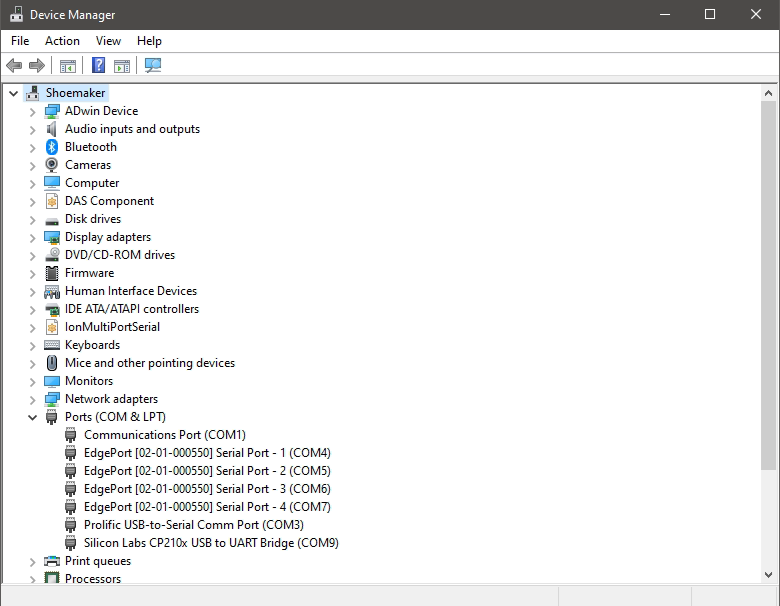 Device Manager
File Action View Help
Shoemaker
ADwin Device
Audio inputs and outputs
Bluetooth
Cameras
Computer
DAS Component
Disk drives
Display adapters
DVD/CD-ROM drives
Firmware
Human Interface Devices
IDE ATA/ATAPI controllers
IonMultiPortSerial
Keyboards
Mice and other pointing devices
Monitors
Network adapters
Ports (COM & LPT)
Communications Port (COM1)
EdgePort [02-01-000550] Serial Port - 1 (COM4)
EdgePort [02-01-000550] Serial Port - 2 (COM5)
EdgePort [02-01-000550] Serial Port - 3 (COM6)
EdgePort [02-01-000550] Serial Port - 4 (COM7)
Prolific USB-to-Serial Comm Port (COM3)
Silicon Labs CP210x USB to UART Bridge (COM9)
Print queues
Processors